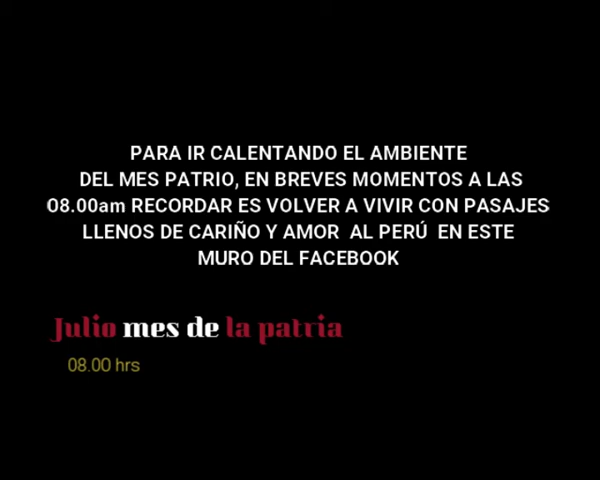 PARA IR CALENTANDO EL AMBIENTE
DEL MES PATRIO, EN BREVES MOMENTOS A LAS
08.00am RECORDAR ES VOLVER A VIVIR CON PASAJES
LLENOS DE CARIÑO Y AMOR AL PERÚ EN ESTE
MURO DEL FACEBOOK
Julio mes de la patria
08.00 hrs